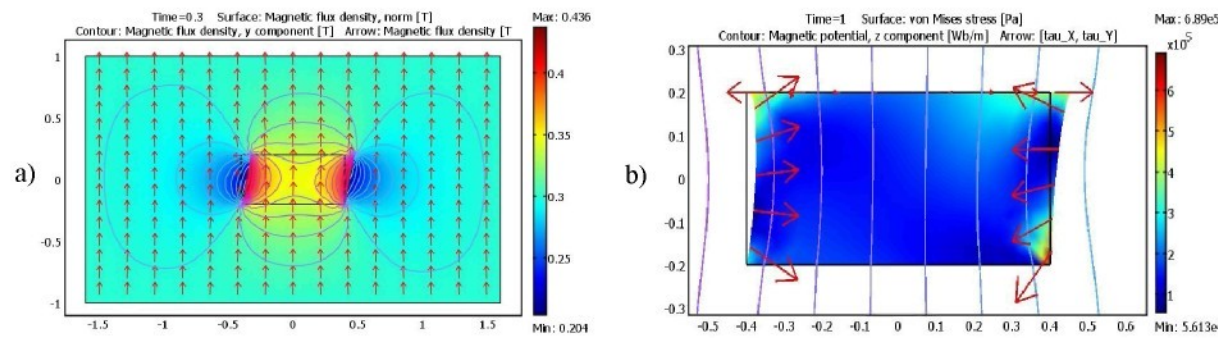 Time=0.3 Surface: Magnetic flux density, norm [T]
Contour: Magnetic flux density, y component [T] Arrow: Magnetic flux density [T
Max: 0.436
1
0.5
0
-0.5
-1
-1.5 -1 -0.5 0 0.5 1 1.5
0.4
0.35
0.3
0.25
Min: 0.204
a)
Time=1 Surface: von Mises stress [Pa]
Contour: Magnetic potential, z component [Wb/m] Arrow: [tau_X, tau_Y]
Max: 6.89e5
x10⁵
0.3
0.2
0.1
0
-0.1
-0.2
-0.3
-0.5 -0.4 -0.2 -0.1 0 0.1 0.2 0.3 0.4 0.5 0.6
6
5
4
3
2
1
Min: 5.613e
b)